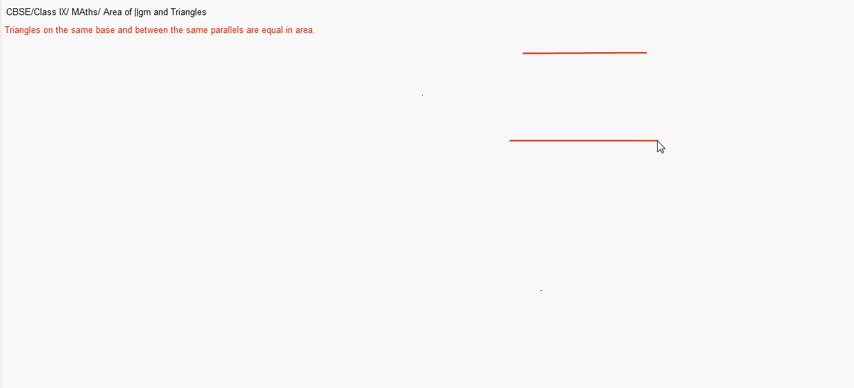 CBSE/Class IX/ MAths/ Area of ||gm and Triangles
Triangles on the same base and between the same parallels are equal in area.